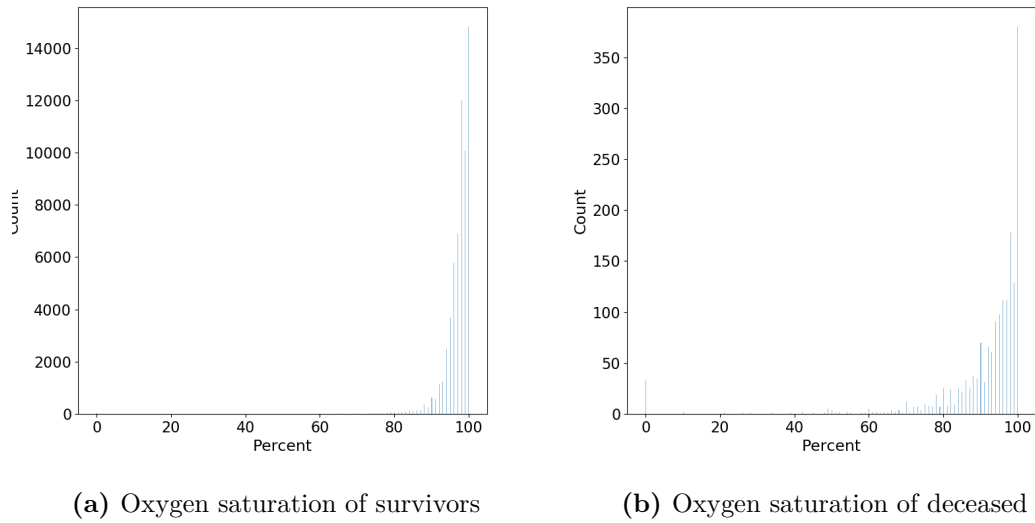 14000
12000
10000
8000
6000
4000
2000
0
Count
0 20 40 60 80 100
Percent
(a) Oxygen saturation of survivors
350
300
250
200
150
100
50
0
Count
0 20 40 60 80 100
Percent
(b) Oxygen saturation of deceased